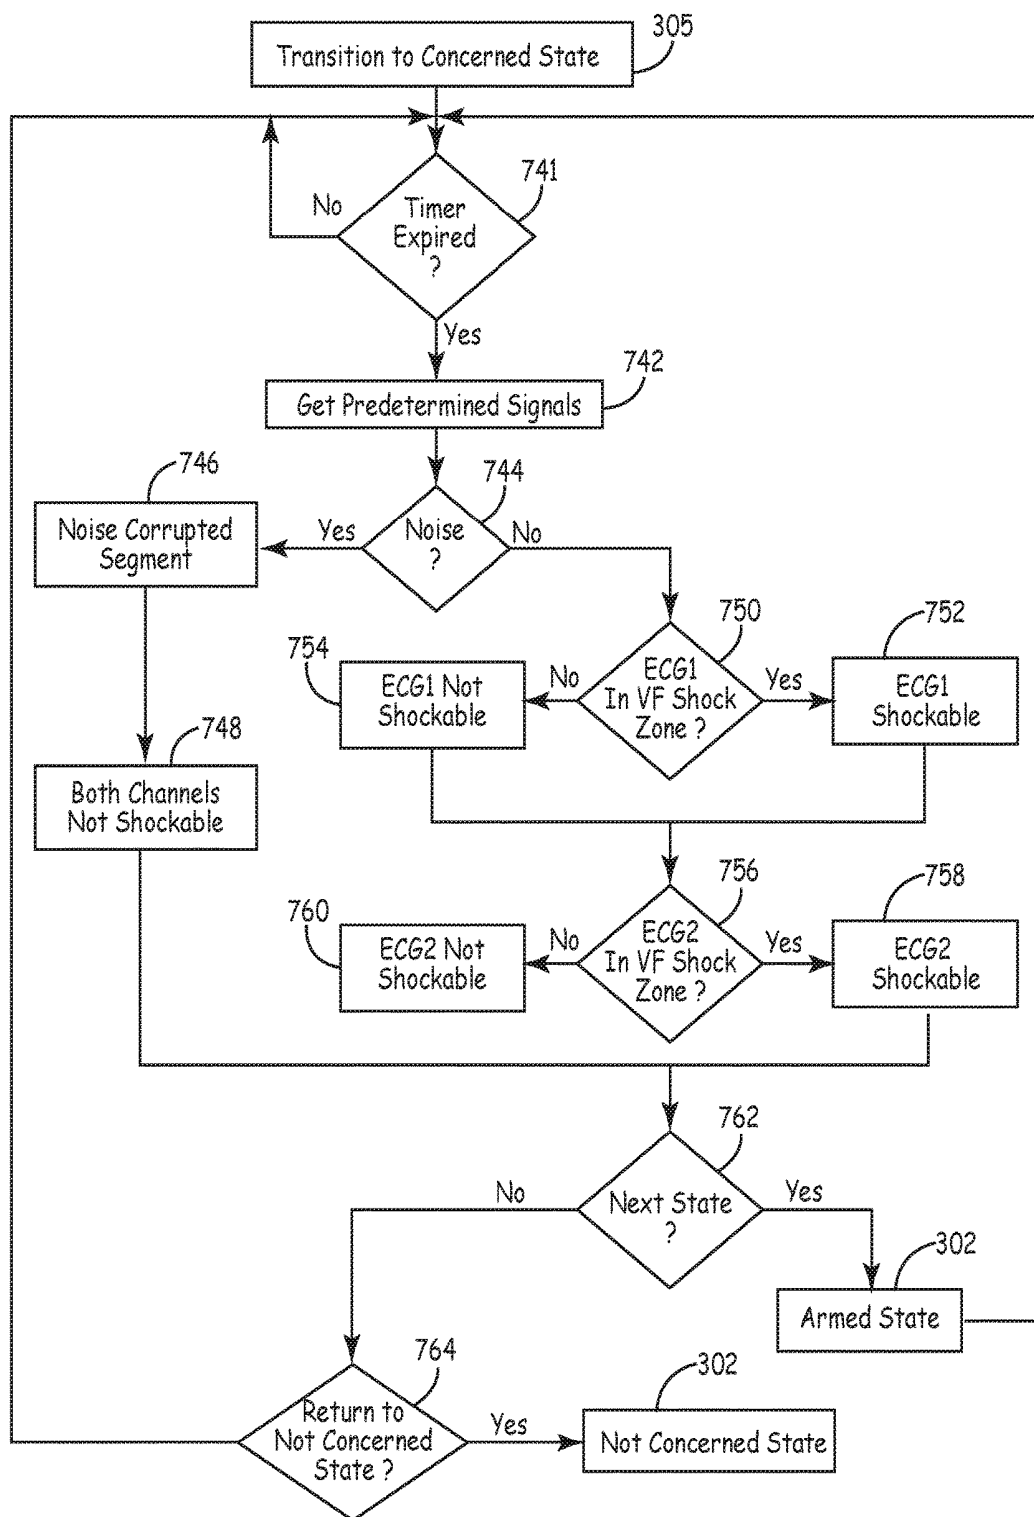 305
Transition to Concerned State
741
No
Timer
Expired
?
Yes
742
Get Predetermined Signals
746
744
Noise Corrupted
Segment
Yes
Noise
?
No
750
752
754
ECG1 Not
Shockable
No
ECG1
In VF Shock
Zone ?
Yes
ECG1
Shockable
748
Both Channels
Not Shockable
756
758
760
ECG2 Not
Shockable
No
ECG2
In VF Shock
Zone ?
Yes
ECG2
Shockable
762
No
Next State
?
Yes
302
Armed State
764
302
Return to
Not Concerned
State ?
Yes
Not Concerned State